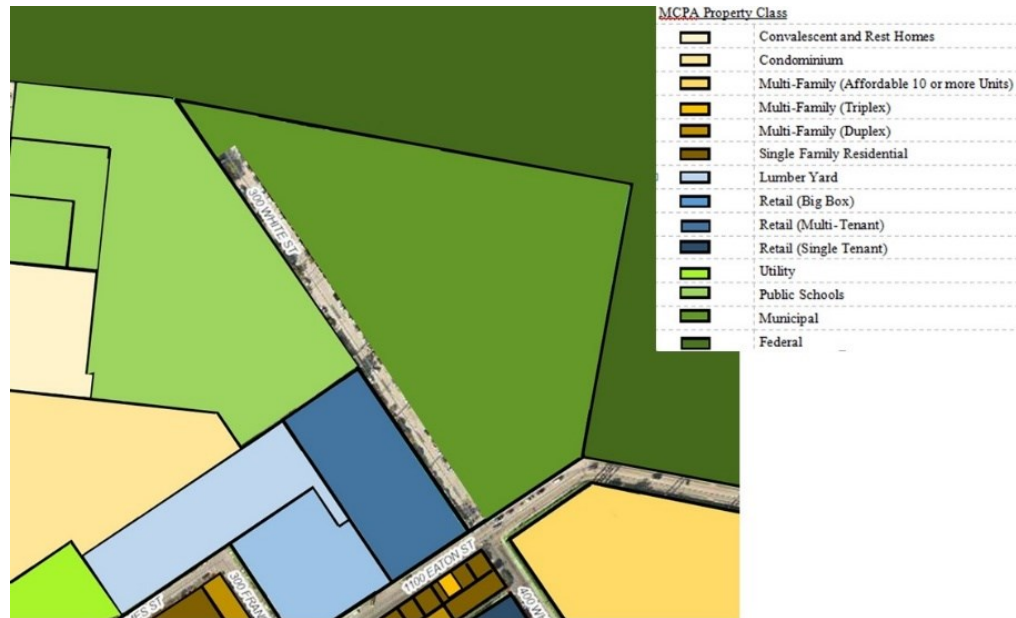 MCPA Property Class
Convalescent and Rest Homes
Condominium
Multi-Family (Affordable 10 or more Units)
Multi-Family (Triplex)
Multi-Family (Duplex)
Single Family Residential
Lumber Yard
Retail (Big Box)
Retail (Multi-Tenant)
Retail (Single Tenant)
Utility
Public Schools
Municipal
Federal
300 WHITE ST
1100 EATON ST
300 FRAN
MES ST
400 W